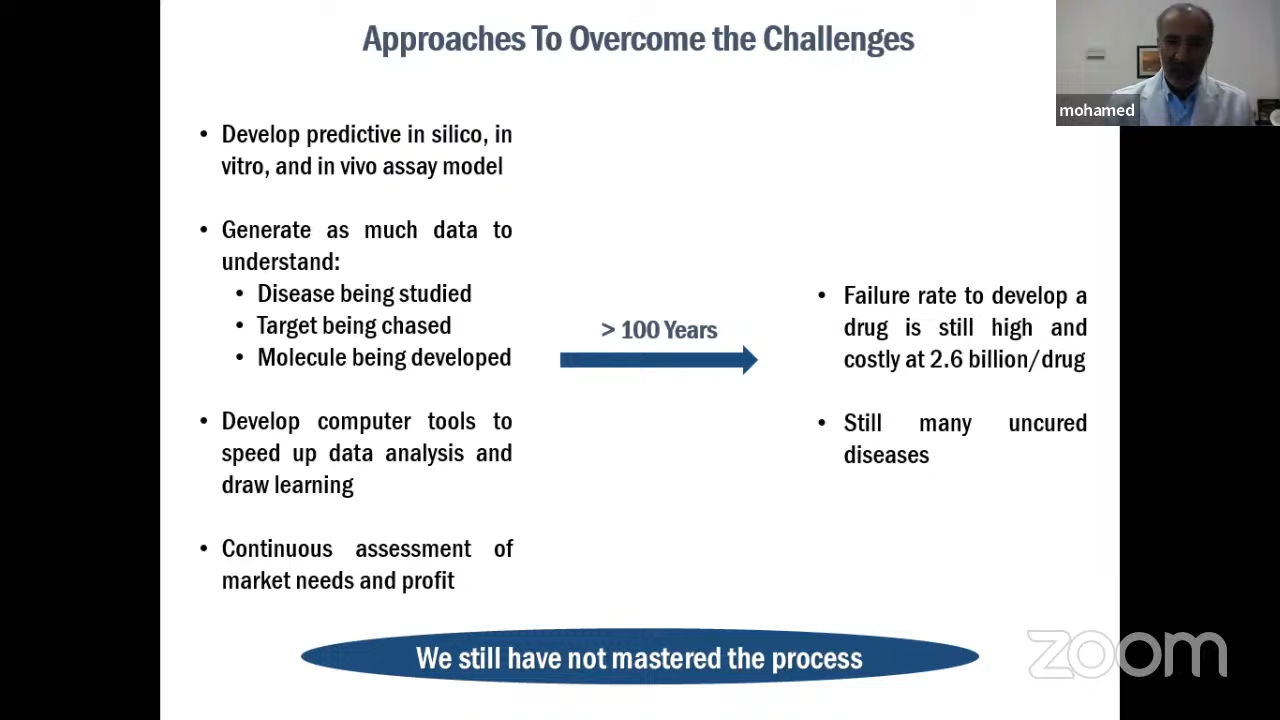 Approaches To Overcome the Challenges
mohamed
• Develop predictive in silico, in
vitro, and in vivo assay model
• Generate as much data to
understand:
• Disease being studied
• Target being chased
• Molecule being developed
• Develop computer tools to
speed up data analysis and
draw learning
• Continuous assessment of
market needs and profit
> 100 Years
• Failure rate to develop a
drug is still high and
costly at 2.6 billion/drug
• Still many uncured
diseases
We still have not mastered the process
zoom